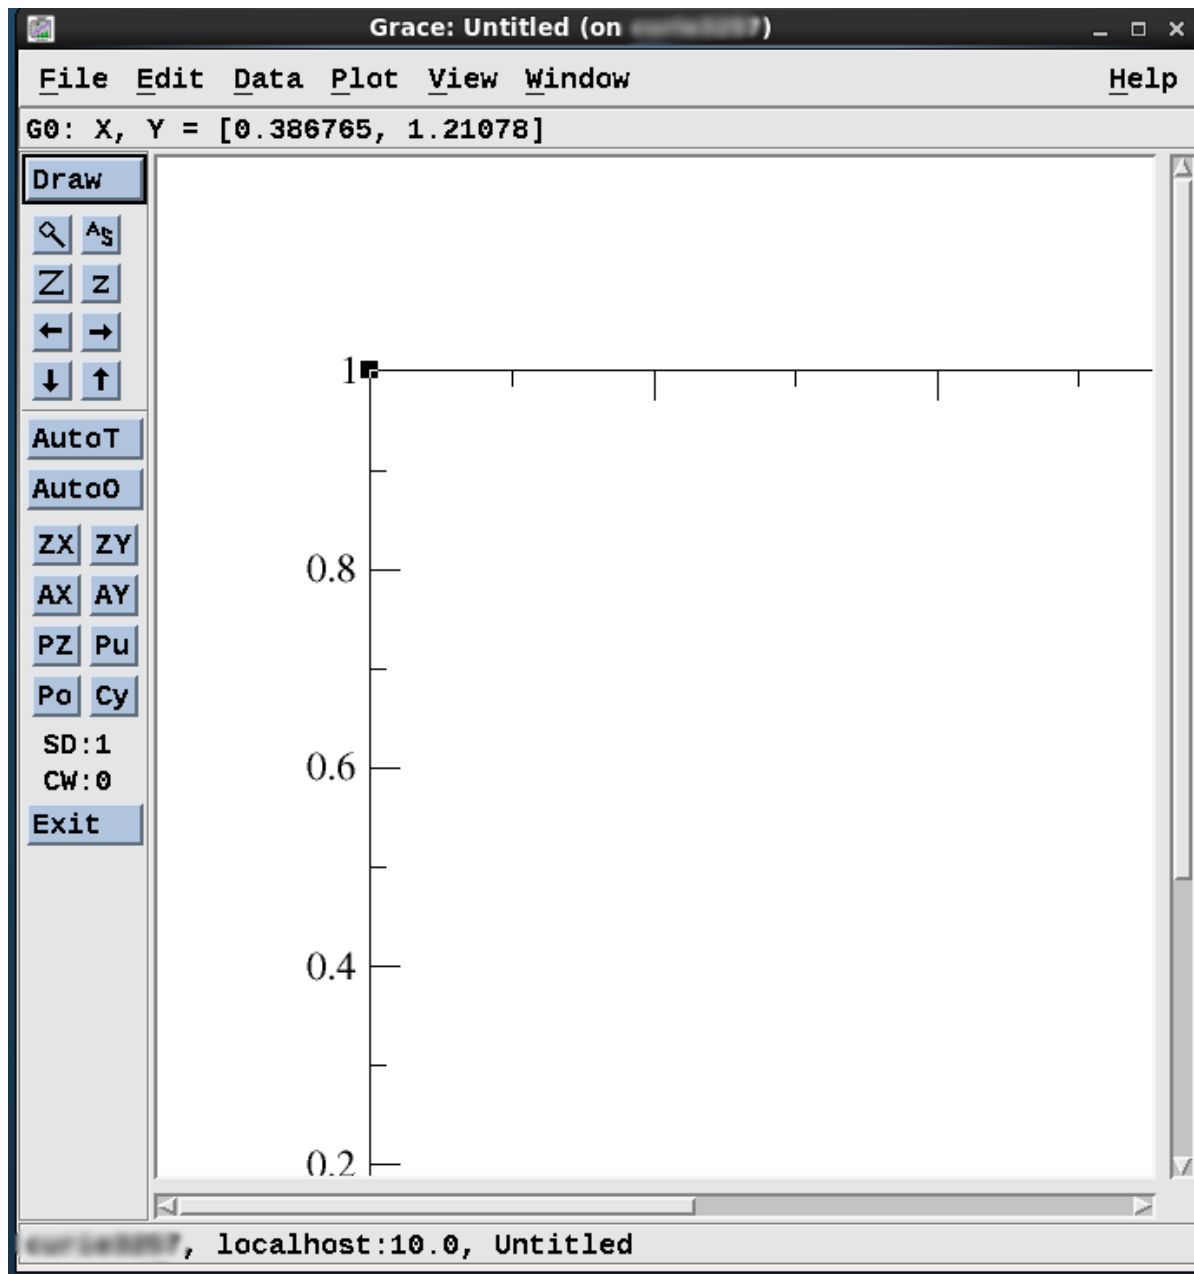 Grace: Untitled (on )
File Edit Data Plot View Window Help
G0: X, Y = [0.386765, 1.21078]
Draw
A S
Z z
AutoT
AutoO
ZX ZY
AX AY
PZ Pu
Po Cy
SD:1
CW:0
Exit
1
0.8
0.6
0.4
0.2
, localhost:10.0, Untitled